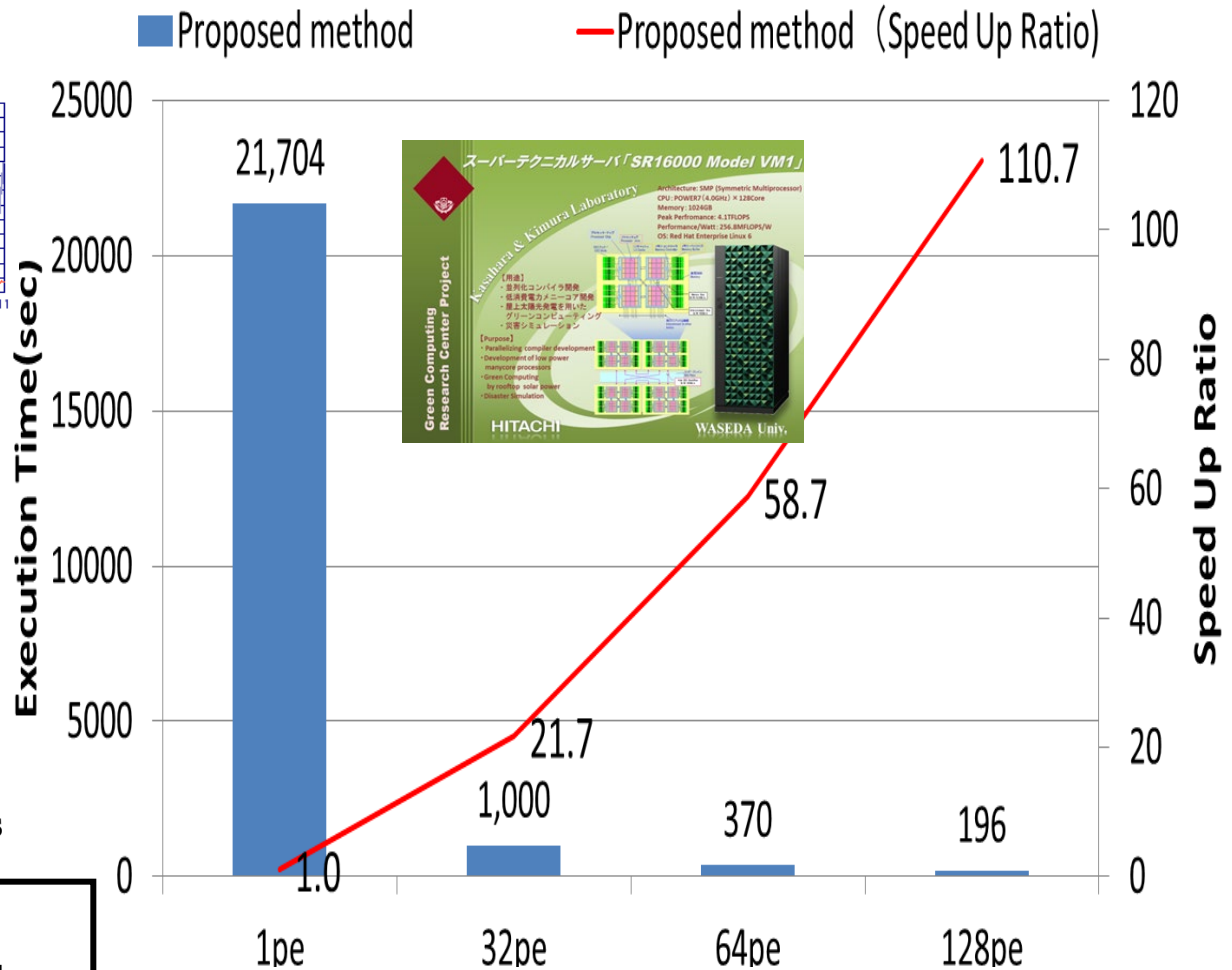 Proposed method
Proposed method（Speed Up Ratio)
25000
20000
15000
10000
5000
0
Execution Time(sec)
120
100
80
60
40
20
0
Speed Up Ratio
21,704
1,000
370
196
1.0
21.7
58.7
110.7
1pe
32pe
64pe
128pe
スーパーテクニカルサーバ「SR16000 Model VM1」
Kasahara & Kimura Laboratory
Green Computing
Research Center Project
Architecture: SMP (Symmetric Multiprocessor)
CPU: POWER7(4.0GHz) × 128Core
Memory: 1024GB
Peak Perfromance: 4.1TFLOPS
Performance/Watt: 256.8MFLOPS/W
OS: Red Hat Enterprise Linux 6
【用途】
・並列化コンパイラ開発
・低消費電力メニーコア開発
・屋上太陽光発電を用いた
グリーンコンピューティング
・災害シミュレーション
【Purpose】
・Parallelizing compiler development
・Development of low power
manycore processors
・Green Computing
by rooftop solar power
・Disaster Simulation
HITACHI
WASEDA Univ.